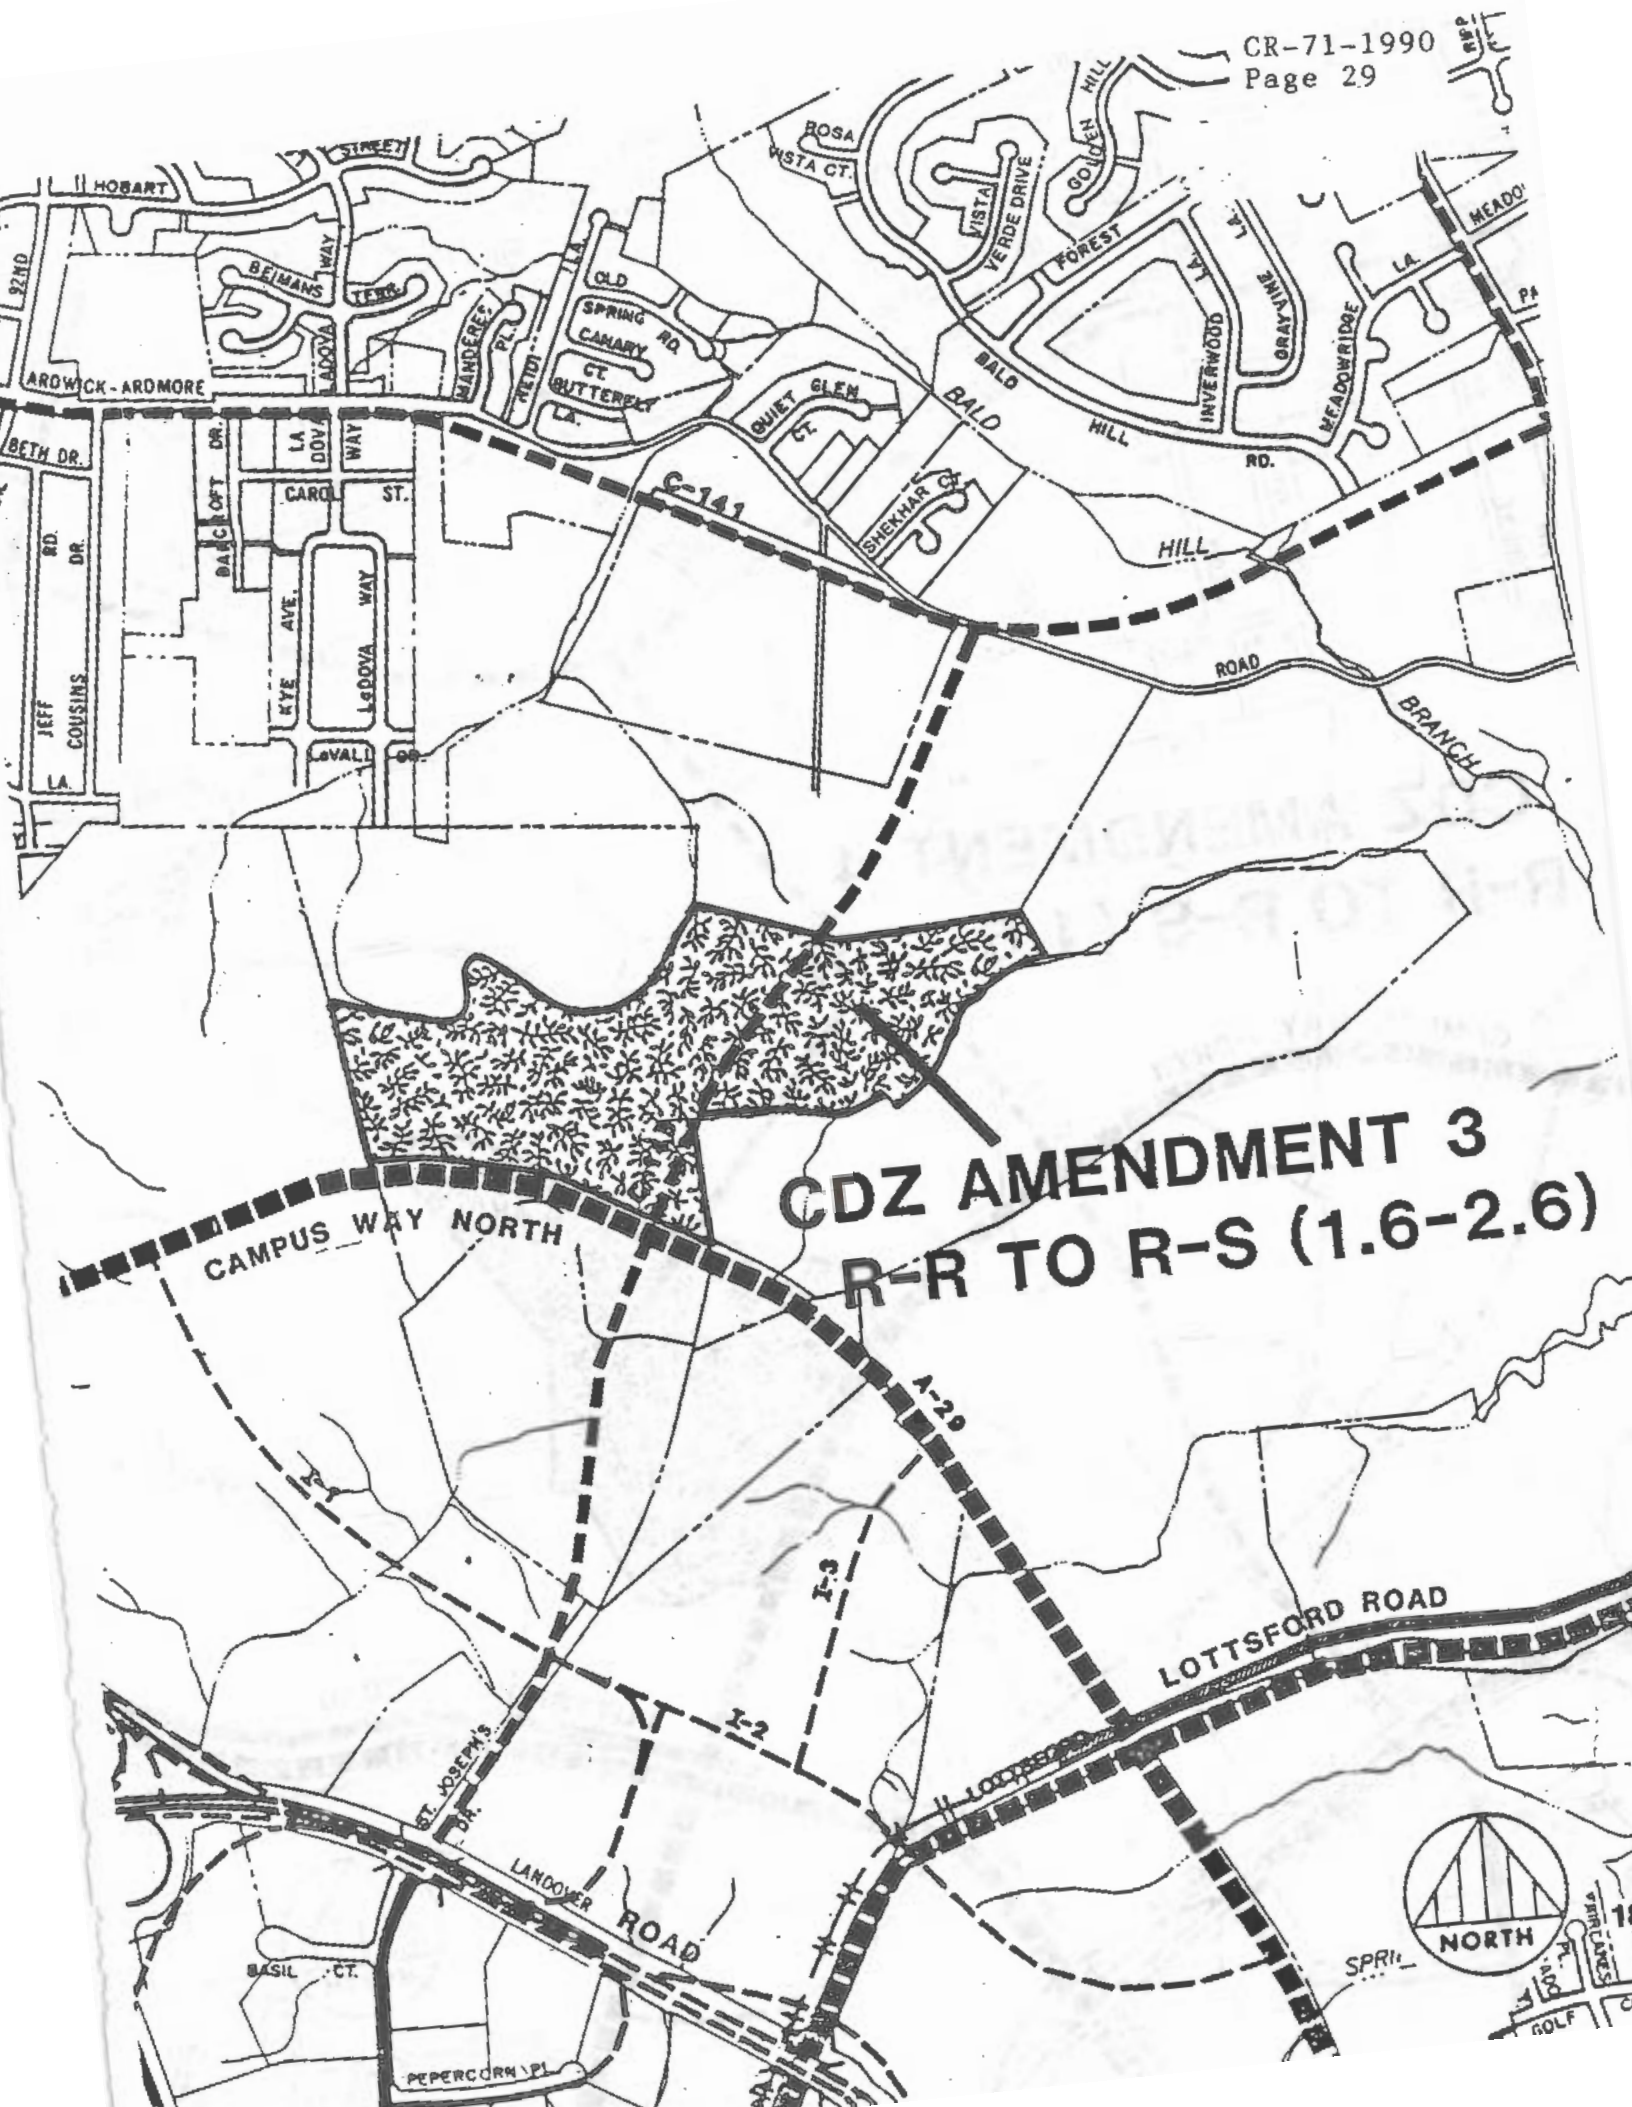 CR-71-1990
Page 29
STREET
HOBART
92ND
BEIMANS
TERR.
WAY
LADOVA
MANDERES
PL.
HEIDI
LA.
OLD
SPRING
RD.
CANARY
CT.
BUTTERFLY
LA.
ROSA
VISTA CT.
VISTA
VERDE DRIVE
GOLDEN
HILL
FOREST
LA.
INVERWOOD
LA.
GRAYVINE
MEADOWRIDGE
LA.
ARDWICK-ARDMORE
BALD
HILL
RD.
BALD
HILL
BRANCH
QUIET GLEN
CT.
SHEKHAR CT
C-141
ROAD
BETH DR.
JEFF
RD.
COUSINS
DR.
LA.
BARCLOFT DR.
LA
DOVA
WAY
CAROL ST.
KYE AVE.
LaDOVA WAY
LaVALL DR.
CDZ AMENDMENT 3
R-R TO R-S (1.6-2.6)
CAMPUS WAY NORTH
A-29
I-3
I-2
LOTTSFORD ROAD
ST. JOSEPH'S
DR.
LANDOVER
ROAD
BASIL CT.
PEPERCORN PL
NORTH
GOLF